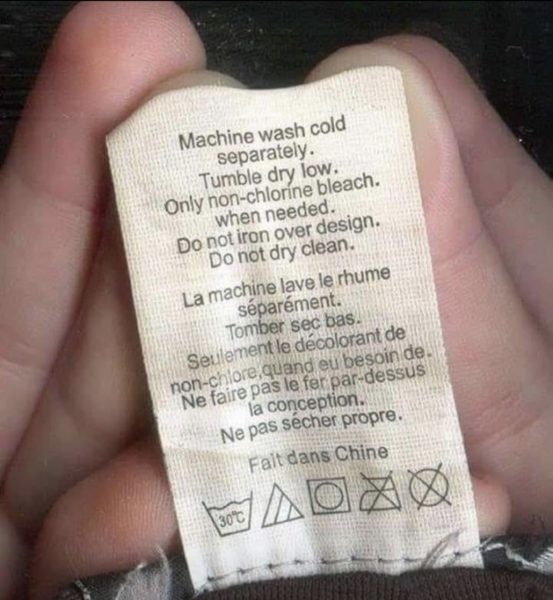 Machine wash cold
separately.
Tumble dry low.
Only non-chlorine bleach.
when needed.
Do not iron over design.
Do not dry clean.
La machine lave le rhume
séparément.
Tomber sec bas.
Seulement le décolorant de
non-chlore,quand eu besoin de.
Ne faire pas le fer par-dessus
la conception.
Ne pas sécher propre.
Fait dans Chine
30°C